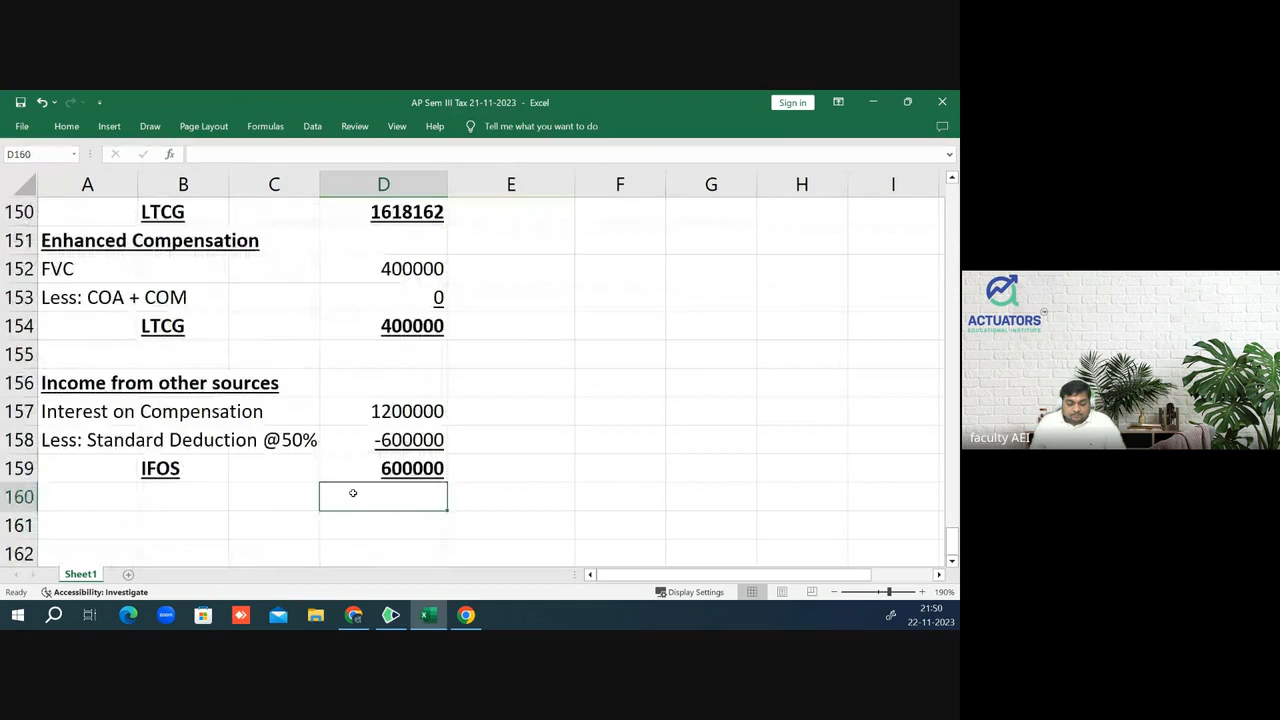 AP Sem III Tax 21-11-2023 - Excel
Sign in
File Home Insert Draw Page Layout Formulas Data Review View Help Tell me what you want to do
D160 fx
A B C D E F G H I
150 LTCG 1618162
151 Enhanced Compensation
152 FVC 400000
153 Less: COA + COM 0
154 LTCG 400000
155
156 Income from other sources
157 Interest on Compensation 1200000
158 Less: Standard Deduction @50% -600000
159 IFOS 600000
160
161
162
Sheet1
Ready Accessibility: Investigate Display Settings 190%
zoom
21:50
22-11-2023
ACTUATORS
EDUCATIONAL INSTITUTE
TM
faculty AEI